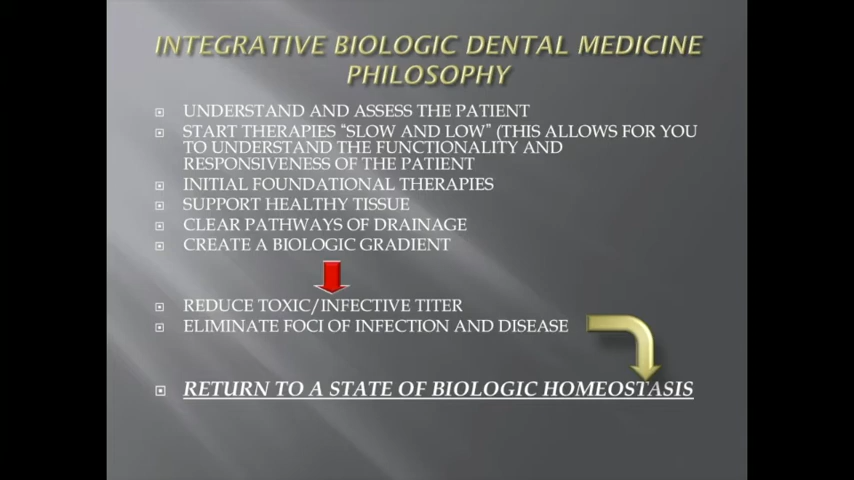 INTEGRATIVE BIOLOGIC DENTAL MEDICINE
PHILOSOPHY
UNDERSTAND AND ASSESS THE PATIENT
START THERAPIES "SLOW AND LOW" (THIS ALLOWS FOR YOU
TO UNDERSTAND THE FUNCTIONALITY AND
RESPONSIVENESS OF THE PATIENT
INITIAL FOUNDATIONAL THERAPIES
SUPPORT HEALTHY TISSUE
CLEAR PATHWAYS OF DRAINAGE
CREATE A BIOLOGIC GRADIENT
REDUCE TOXIC/INFECTIVE TITER
ELIMINATE FOCI OF INFECTION AND DISEASE
RETURN TO A STATE OF BIOLOGIC HOMEOSTASIS